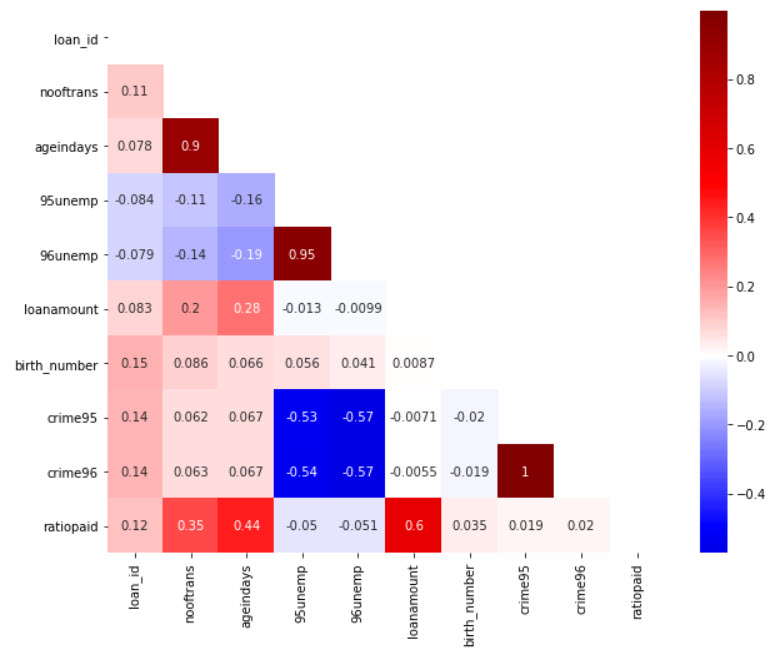 loan_id
nooftrans 0.11
ageindays 0.078 0.9
95unemp -0.084 -0.11 -0.16
96unemp -0.079 -0.14 -0.19 0.95
loanamount 0.083 0.2 0.28 -0.013 -0.0099
birth_number 0.15 0.086 0.066 0.056 0.041 0.0087
crime95 0.14 0.062 0.067 -0.53 -0.57 -0.0071 -0.02
crime96 0.14 0.063 0.067 -0.54 -0.57 -0.0055 -0.019 1
ratiopaid 0.12 0.35 0.44 -0.05 -0.051 0.6 0.035 0.019 0.02
loan_id nooftrans ageindays 95unemp 96unemp loanamount birth_number crime95 crime96 ratiopaid
0.8
0.6
0.4
0.2
0.0
−0.2
−0.4